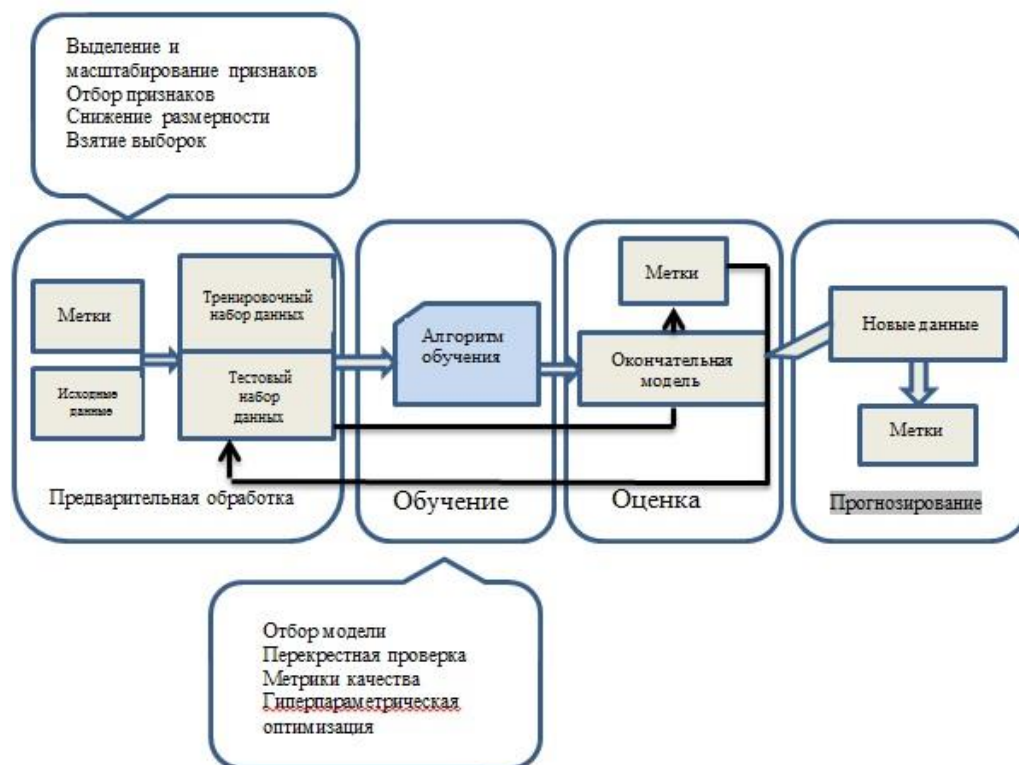 Выделение и
масштабирование признаков
Отбор признаков
Снижение размерности
Взятие выборок
Метки
Исходные
данные
Тренировочный
набор данных
Тестовый
набор
данных
Предварительная обработка
Алгоритм
обучения
Обучение
Метки
Окончательная
модель
Оценка
Новые данные
Метки
Прогнозирование
Отбор модели
Перекрестная проверка
Метрики качества
Гиперпараметрическая
оптимизация